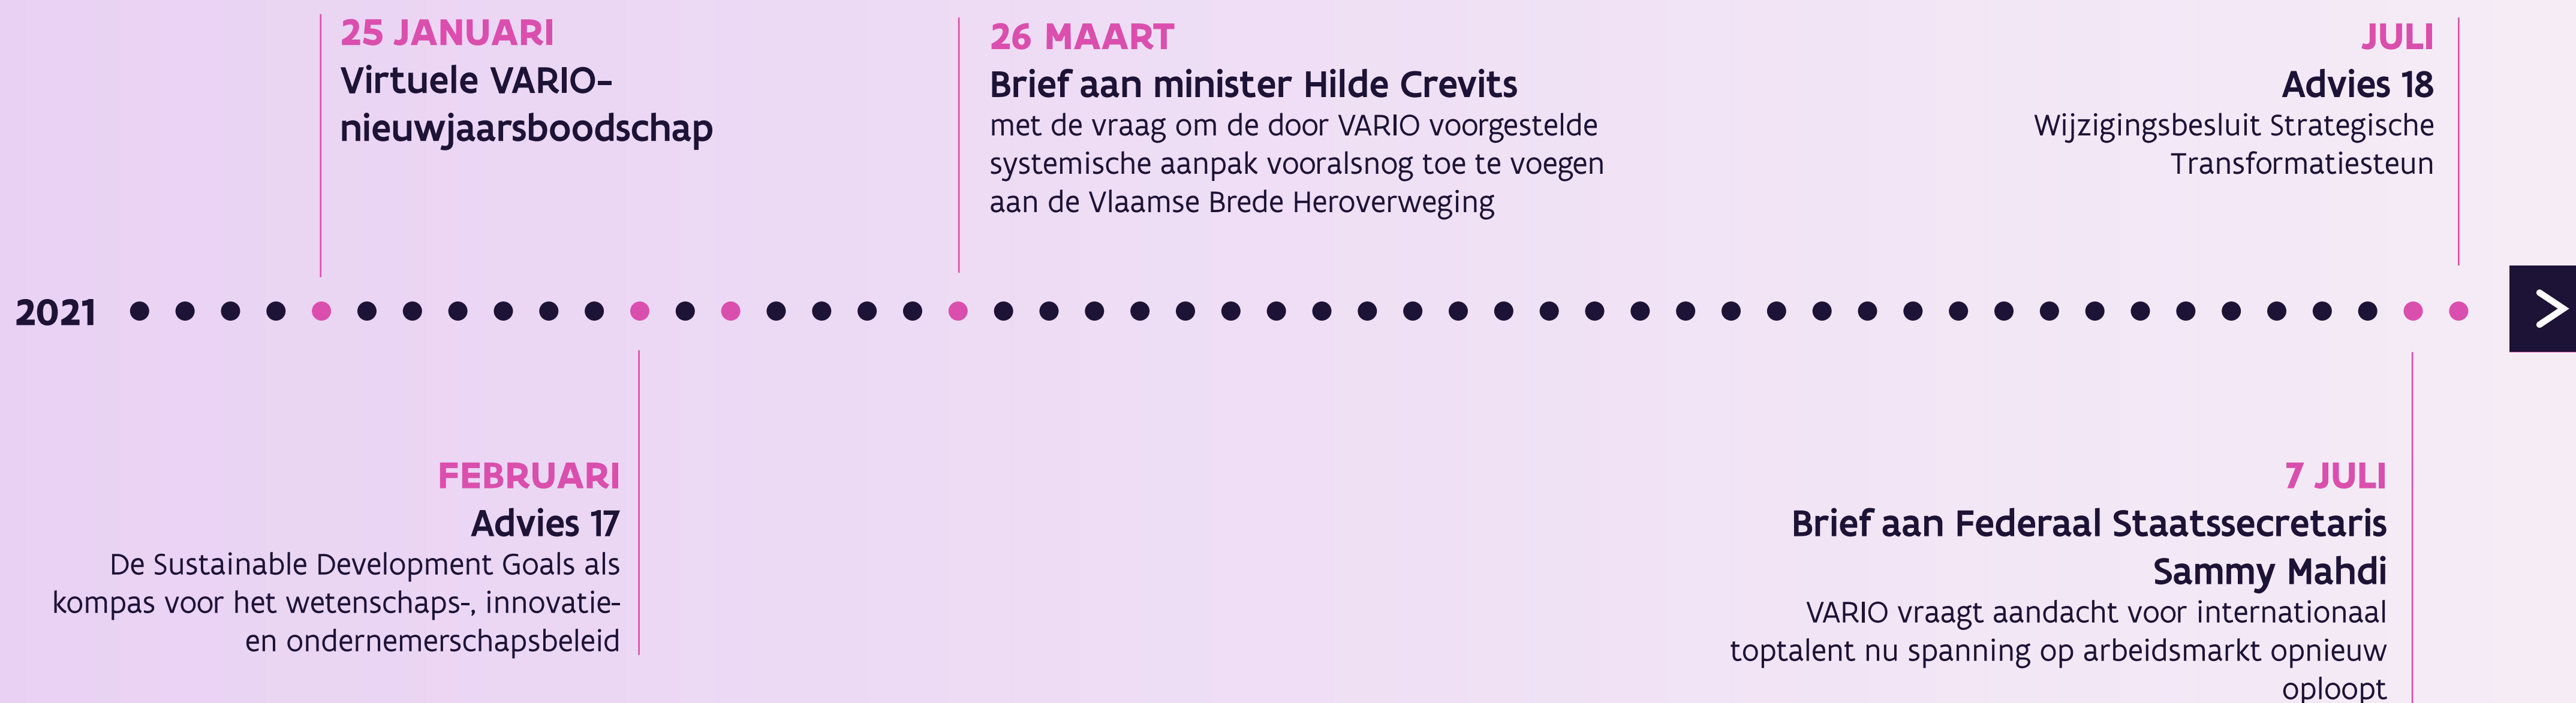 25 JANUARI
Virtuele VARIO-
nieuwjaarsboodschap
26 MAART
Brief aan minister Hilde Crevits
met de vraag om de door VARIO voorgestelde
systemische aanpak vooralsnog toe te voegen
aan de Vlaamse Brede Heroverweging
JULI
Advies 18
Wijzigingsbesluit Strategische
Transformatiesteun
2021
FEBRUARI
Advies 17
De Sustainable Development Goals als
kompas voor het wetenschaps-, innovatie-
en ondernemerschapsbeleid
7 JULI
Brief aan Federaal Staatssecretaris
Sammy Mahdi
VARIO vraagt aandacht voor internationaal
toptalent nu spanning op arbeidsmarkt opnieuw
oploopt